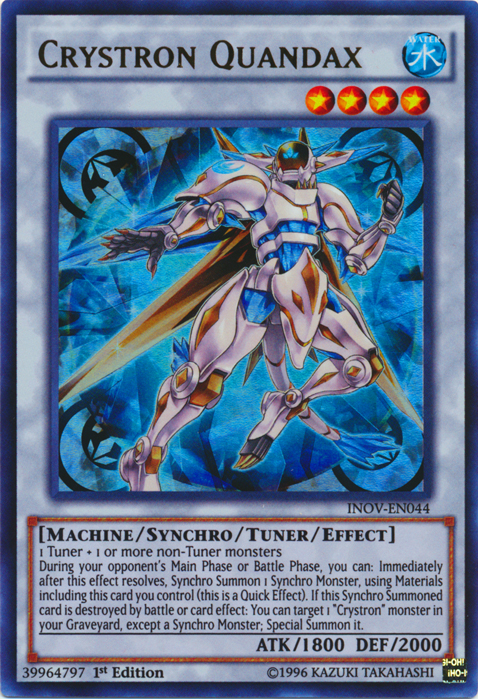 CRYSTRON QUANDAX
WATER
水
INOV-EN044
[MACHINE/SYNCHRO/TUNER/EFFECT]
1 Tuner + 1 or more non-Tuner monsters
During your opponent's Main Phase or Battle Phase, you can: Immediately
after this effect resolves, Synchro Summon 1 Synchro Monster, using Materials
including this card you control (this is a Quick Effect). If this Synchro Summoned
card is destroyed by battle or card effect: You can target 1 "Crystron" monster in
your Graveyard, except a Synchro Monster; Special Summon it.
ATK/1800 DEF/2000
39964797 1st Edition ©1996 KAZUKI TAKAHASHI